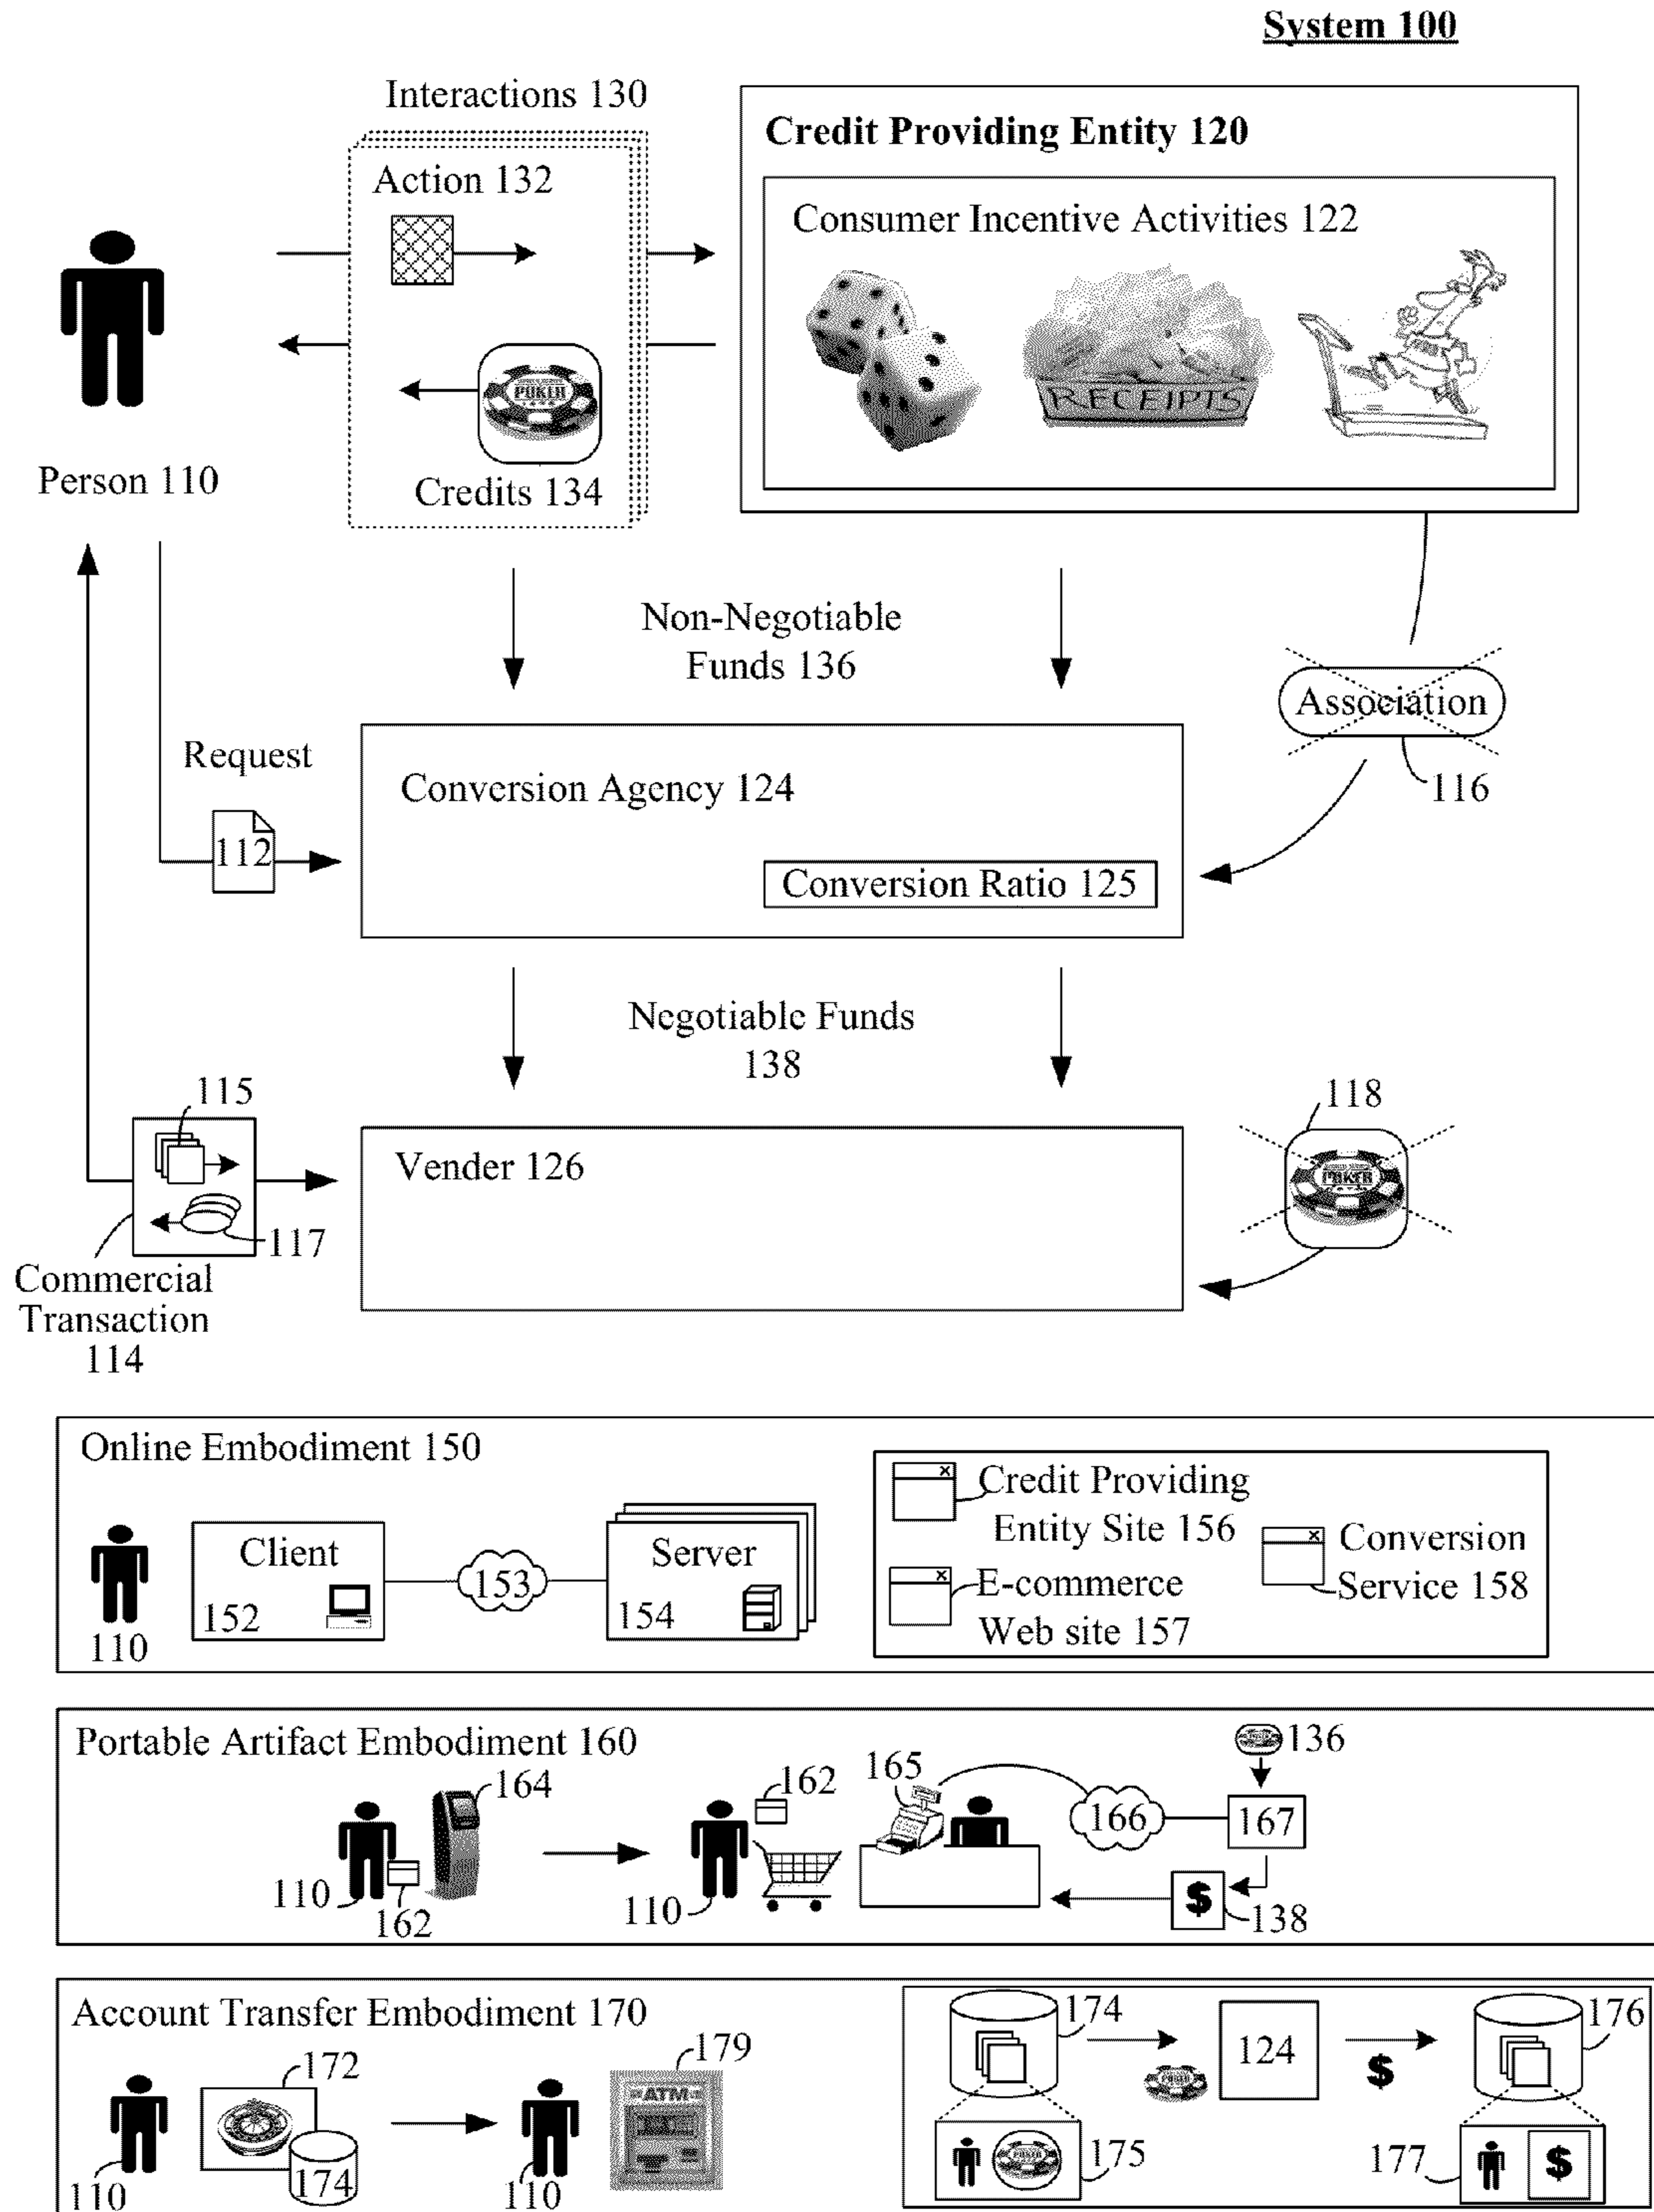 System 100
Interactions 130
Credit Providing Entity 120
Action 132
Consumer Incentive Activities 122
POKER
RECEIPTS
Person 110
Credits 134
Non-Negotiable
Funds 136
Association
116
Request
112
Conversion Agency 124
Conversion Ratio 125
Negotiable Funds
138
115
118
Vender 126
POKER
117
Commercial
Transaction
114
Online Embodiment 150
Credit Providing
Entity Site 156
Conversion
Service 158
E-commerce
Web site 157
Client
152
153
Server
154
110
Portable Artifact Embodiment 160
136
164
162
165
166
167
110
162
110
$
138
Account Transfer Embodiment 170
174
124
176
172
179
ATM
POKER
$
174
175
177
$
110
110